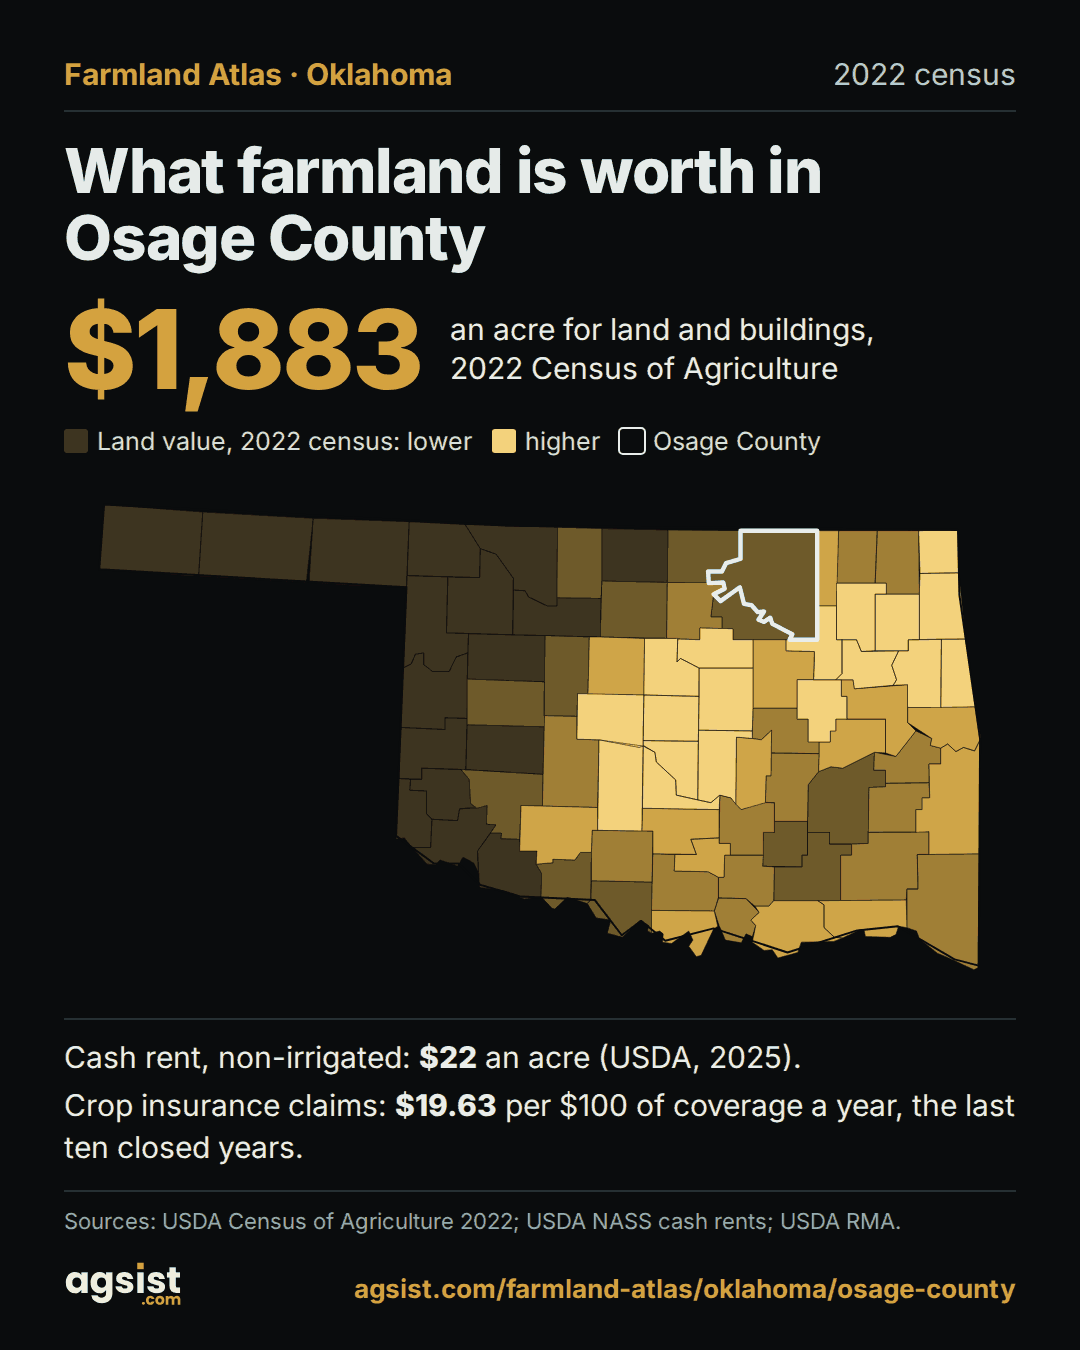 Farmland Atlas · Oklahoma
2022 census
What farmland is worth in
Osage County
$1,883
an acre for land and buildings,
2022 Census of Agriculture
Land value, 2022 census: lower
higher
Osage County
Cash rent, non-irrigated: $22 an acre (USDA, 2025).
Crop insurance claims: $19.63 per $100 of coverage a year, the last
ten closed years.
Sources: USDA Census of Agriculture 2022; USDA NASS cash rents; USDA RMA.
agsist
.com
agsist.com/farmland-atlas/oklahoma/osage-county